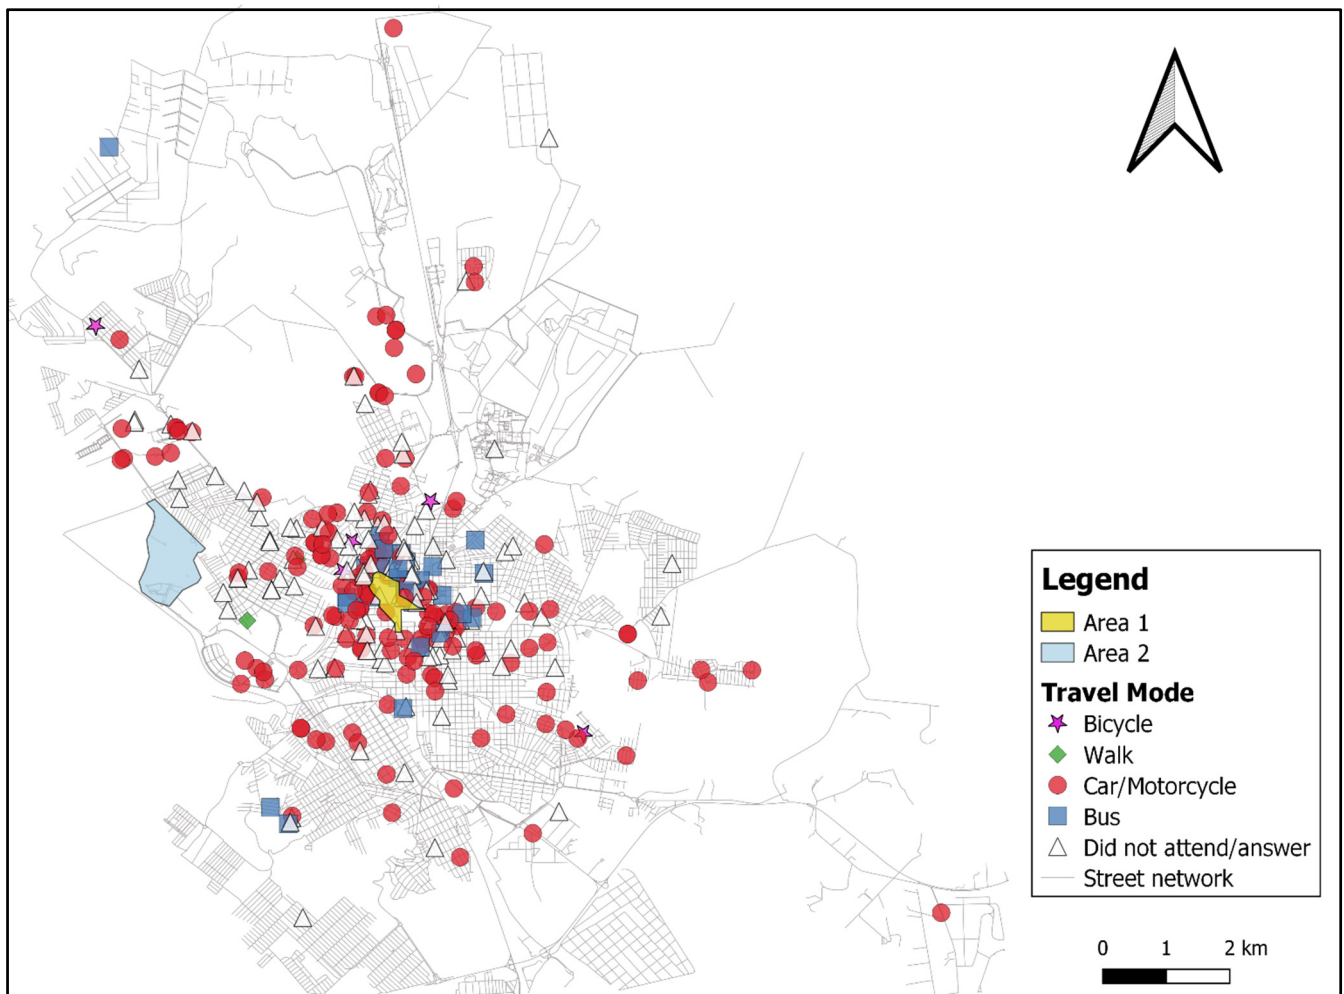 Legend
Area 1
Area 2
Travel Mode
Bicycle
Walk
Car/Motorcycle
Bus
Did not attend/answer
Street network
0 1 2 km